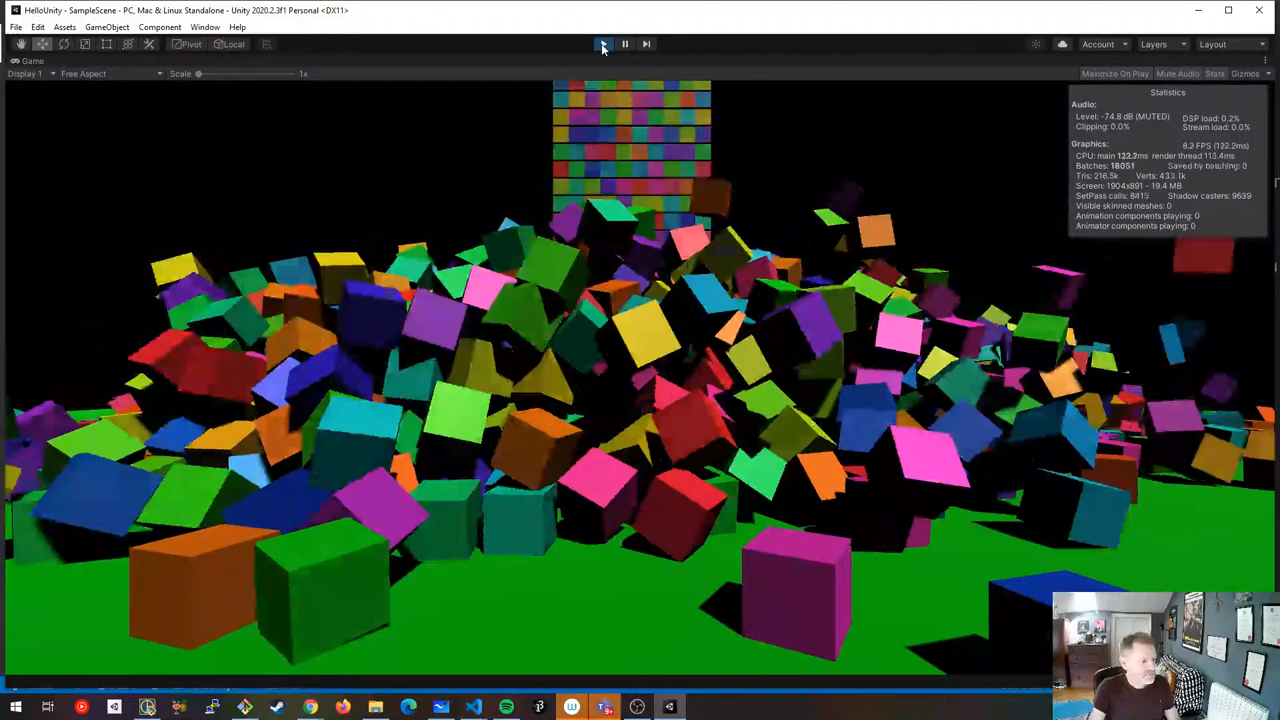 HelloUnity - SampleScene - PC, Mac & Linux Standalone - Unity 2020.2.3f1 Personal <DX11>
File Edit Assets GameObject Component Window Help
Pivot Local Account Layers Layout
Game
Display 1 Free Aspect Scale 1x Maximize On Play Mute Audio Stats Gizmos
Statistics
Audio:
Level: -74.8 dB (MUTED) DSP load: 0.2%
Clipping: 0.0% Stream load: 0.0%
Graphics: 8.2 FPS (122.2ms)
CPU: main 122.2ms render thread 113.4ms
Batches: 18051 Saved by batching: 0
Tris: 216.5k Verts: 433.1k
Screen: 1904x891 - 19.4 MB
SetPass calls: 8415 Shadow casters: 9639
Visible skinned meshes: 0
Animation components playing: 0
Animator components playing: 0